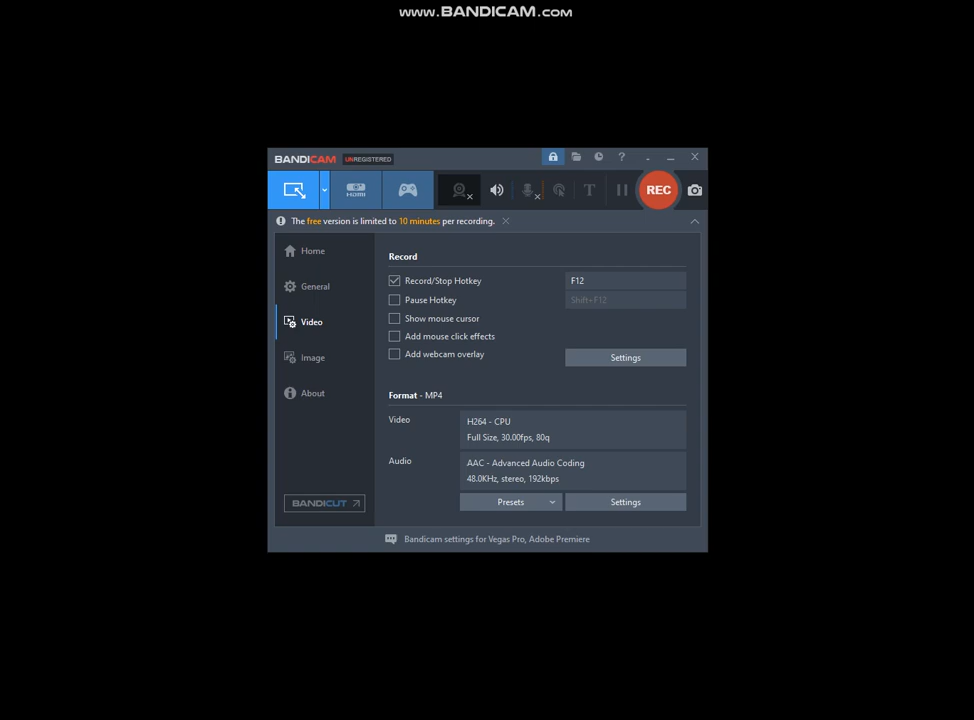 www.BANDICAM.com
BANDICAM UNREGISTERED
?
HDMI
T
REC
The free version is limited to 10 minutes per recording.
Home
General
Video
Image
About
BANDICUT
Record
Record/Stop Hotkey F12
Pause Hotkey Shift+F12
Show mouse cursor
Add mouse click effects
Add webcam overlay
Settings
Format - MP4
Video
H264 - CPU
Full Size, 30.00fps, 80q
Audio
AAC - Advanced Audio Coding
48.0KHz, stereo, 192kbps
Presets Settings
Bandicam settings for Vegas Pro, Adobe Premiere